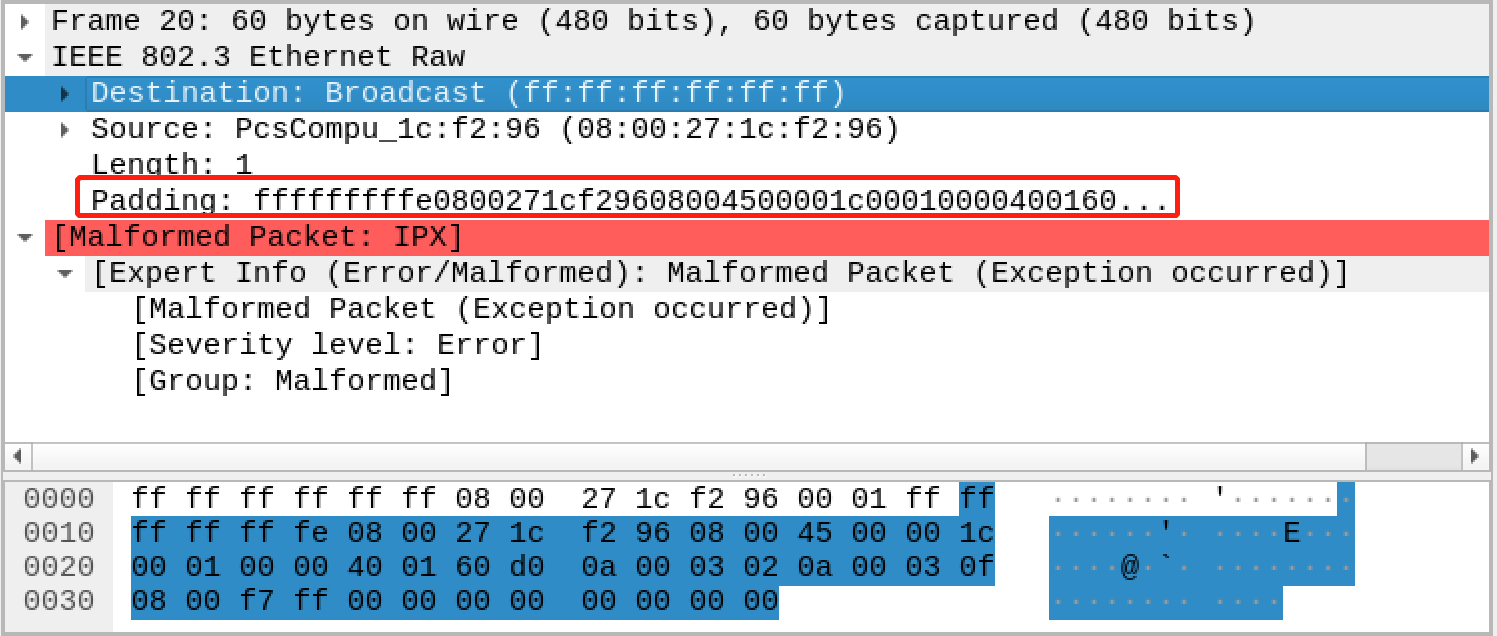 Frame 20: 60 bytes on wire (480 bits), 60 bytes captured (480 bits)
IEEE 802.3 Ethernet Raw
Destination: Broadcast (ff:ff:ff:ff:ff:ff)
Source: PcsCompu_1c:f2:96 (08:00:27:1c:f2:96)
Length: 1
Padding: fffffffffe0800271cf29608004500001c00010000400160...
[Malformed Packet: IPX]
[Expert Info (Error/Malformed): Malformed Packet (Exception occurred)]
[Malformed Packet (Exception occurred)]
[Severity level: Error]
[Group: Malformed]
0000 ff ff ff ff ff ff 08 00 27 1c f2 96 00 01 ff ff ········ '·······
0010 ff ff ff fe 08 00 27 1c f2 96 08 00 45 00 00 1c ······'· ····E···
0020 00 01 00 00 40 01 60 d0 0a 00 03 02 0a 00 03 0f ····@·`· ········
0030 08 00 f7 ff 00 00 00 00 00 00 00 00 ········ ····